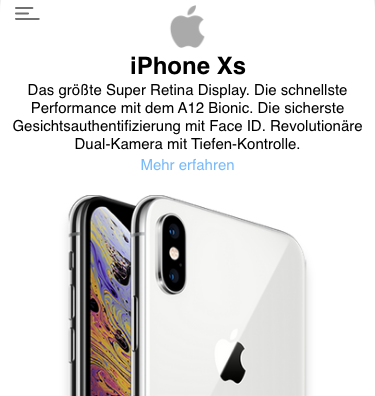 iPhone Xs
Das größte Super Retina Display. Die schnellste
Performance mit dem A12 Bionic. Die sicherste
Gesichtsauthentifizierung mit Face ID. Revolutionäre
Dual-Kamera mit Tiefen-Kontrolle.
Mehr erfahren